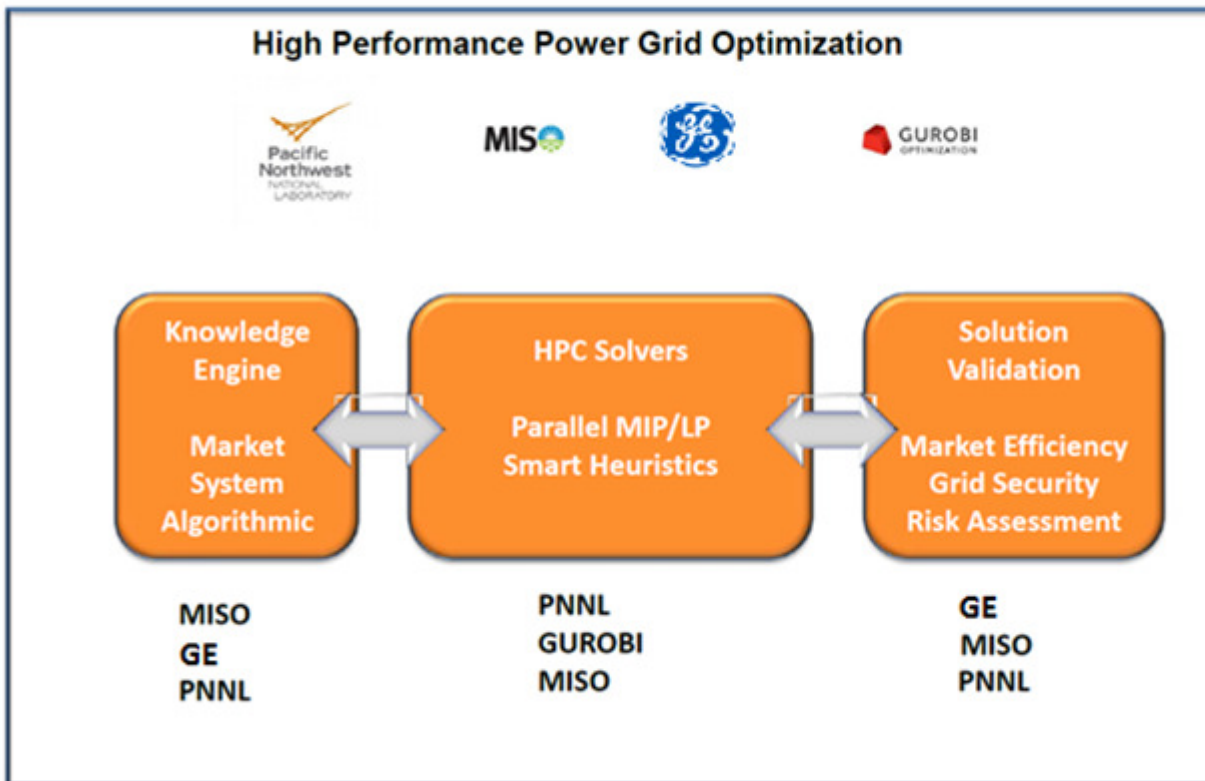 High Performance Power Grid Optimization
Pacific
Northwest
NATIONAL
LABORATORY
MISO
GE
GUROBI
OPTIMIZATION
Knowledge
Engine
Market
System
Algorithmic
HPC Solvers
Parallel MIP/LP
Smart Heuristics
Solution
Validation
Market Efficiency
Grid Security
Risk Assessment
MISO
GE
PNNL
PNNL
GUROBI
MISO
GE
MISO
PNNL